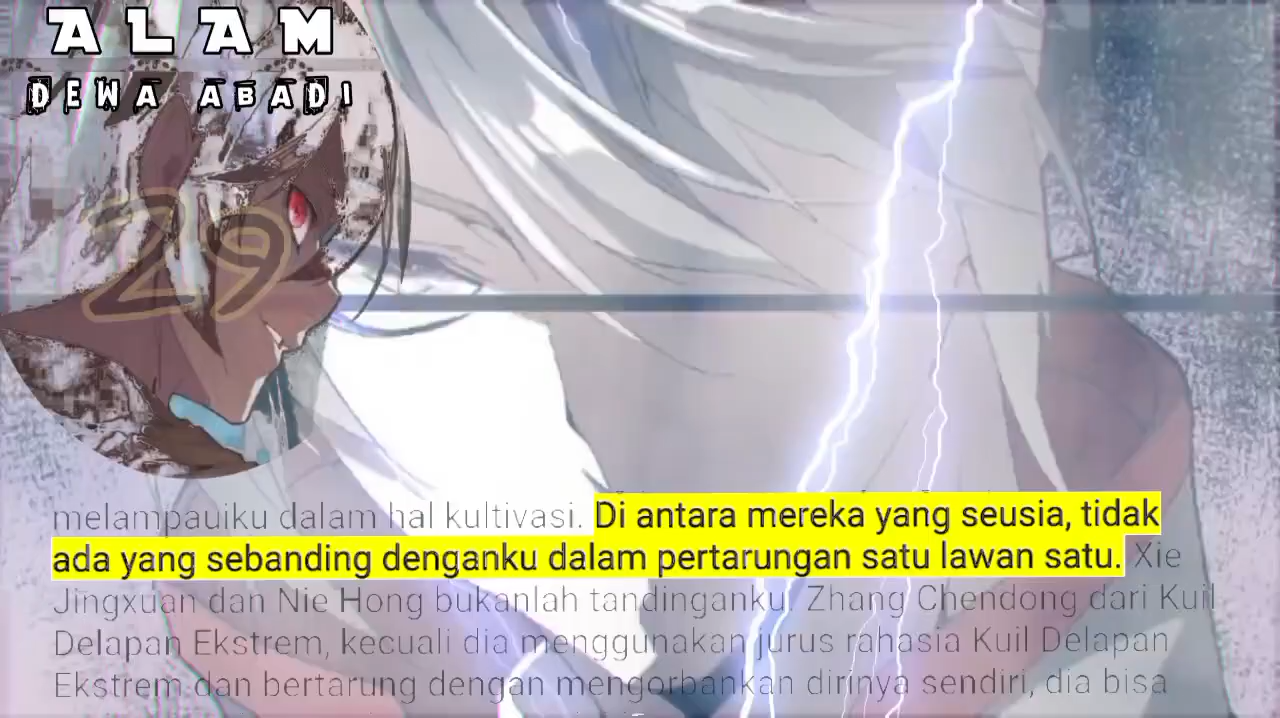 ALAM
DEWA ABADI
29
melampauiku dalam hal kultivasi. Di antara mereka yang seusia, tidak
ada yang sebanding denganku dalam pertarungan satu lawan satu. Xie
Jingxuan dan Nie Hong bukanlah tandinganku. Zhang Chendong dari Kuil
Delapan Ekstrem, kecuali dia menggunakan jurus rahasia Kuil Delapan
Ekstrem dan bertarung dengan mengorbankan dirinya sendiri, dia bisa